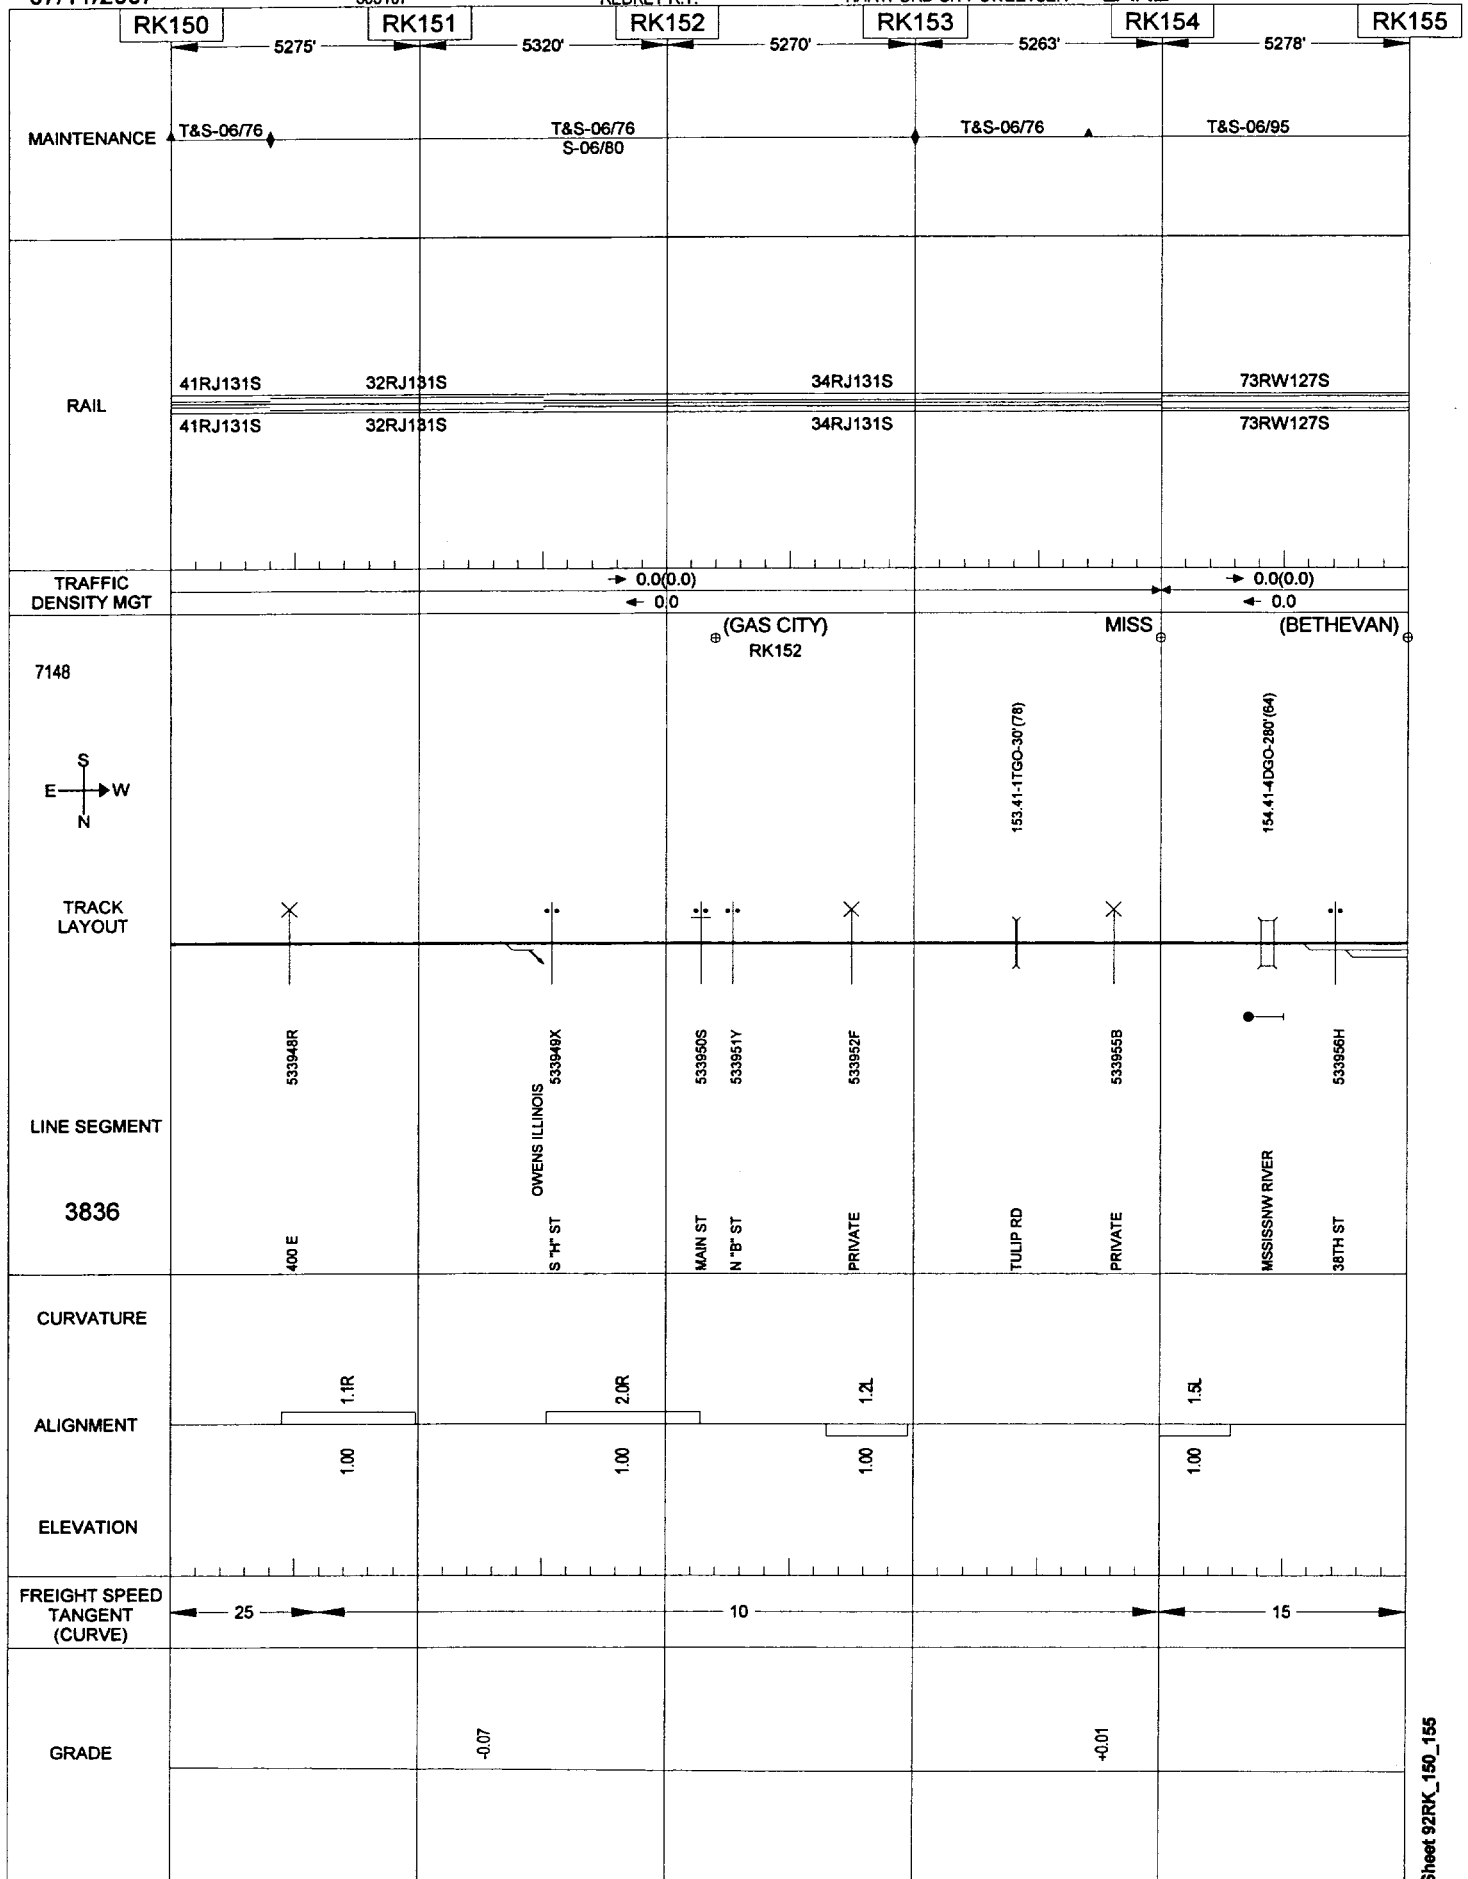 RK150 RK151 RK152 RK153 RK154 RK155
5275' 5320' 5270' 5263' 5278'
MAINTENANCE
T&S-06/76 T&S-06/76 T&S-06/76 T&S-06/95
S-06/80
RAIL
41RJ131S 32RJ131S 34RJ131S 73RW127S
41RJ131S 32RJ131S 34RJ131S 73RW127S
TRAFFIC
DENSITY MGT
0.0(0.0) 0.0(0.0)
0.0 0.0
(GAS CITY) MISS (BETHEVAN)
RK152
7148
S
E W
N
153.41-1TGO-30'(78)
154.41-4DGO-280'(64)
TRACK
LAYOUT
533948R
533949X
533950S
533951Y
533952F
533955B
533956H
OWENS ILLINOIS
LINE SEGMENT
3836
400 E
S "H" ST
MAIN ST
N "B" ST
PRIVATE
TULIP RD
PRIVATE
MSSISSNW RIVER
38TH ST
CURVATURE
1.1R 2.0R 1.2L 1.5L
ALIGNMENT
1.00 1.00 1.00 1.00
ELEVATION
FREIGHT SPEED
TANGENT
(CURVE)
25 10 15
GRADE
-0.07 +0.01
Sheet 92RK_150_155